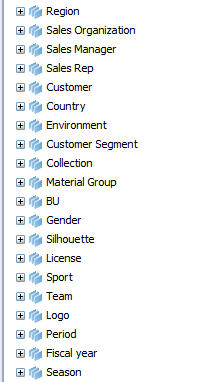 Region
Sales Organization
Sales Manager
Sales Rep
Customer
Country
Environment
Customer Segment
Collection
Material Group
BU
Gender
Silhouette
License
Sport
Team
Logo
Period
Fiscal year
Season